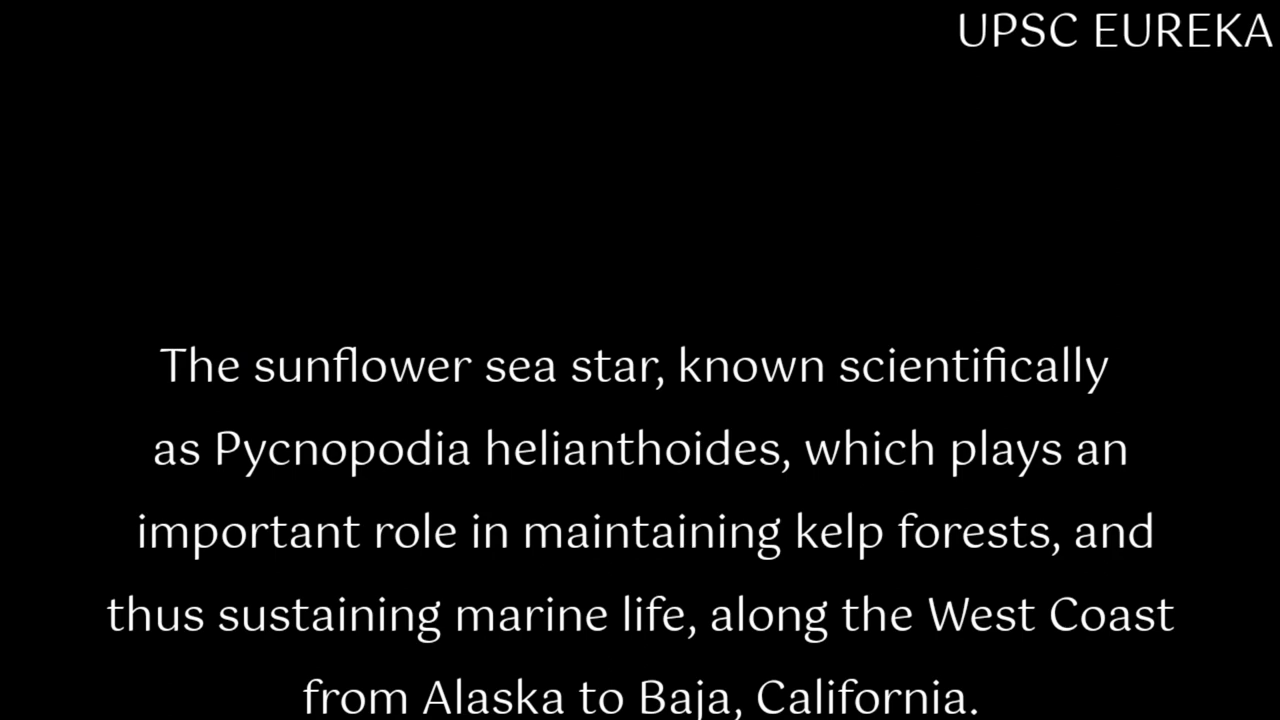 UPSC EUREKA
The sunflower sea star, known scientifically
as Pycnopodia helianthoides, which plays an
important role in maintaining kelp forests, and
thus sustaining marine life, along the West Coast
from Alaska to Baja, California.